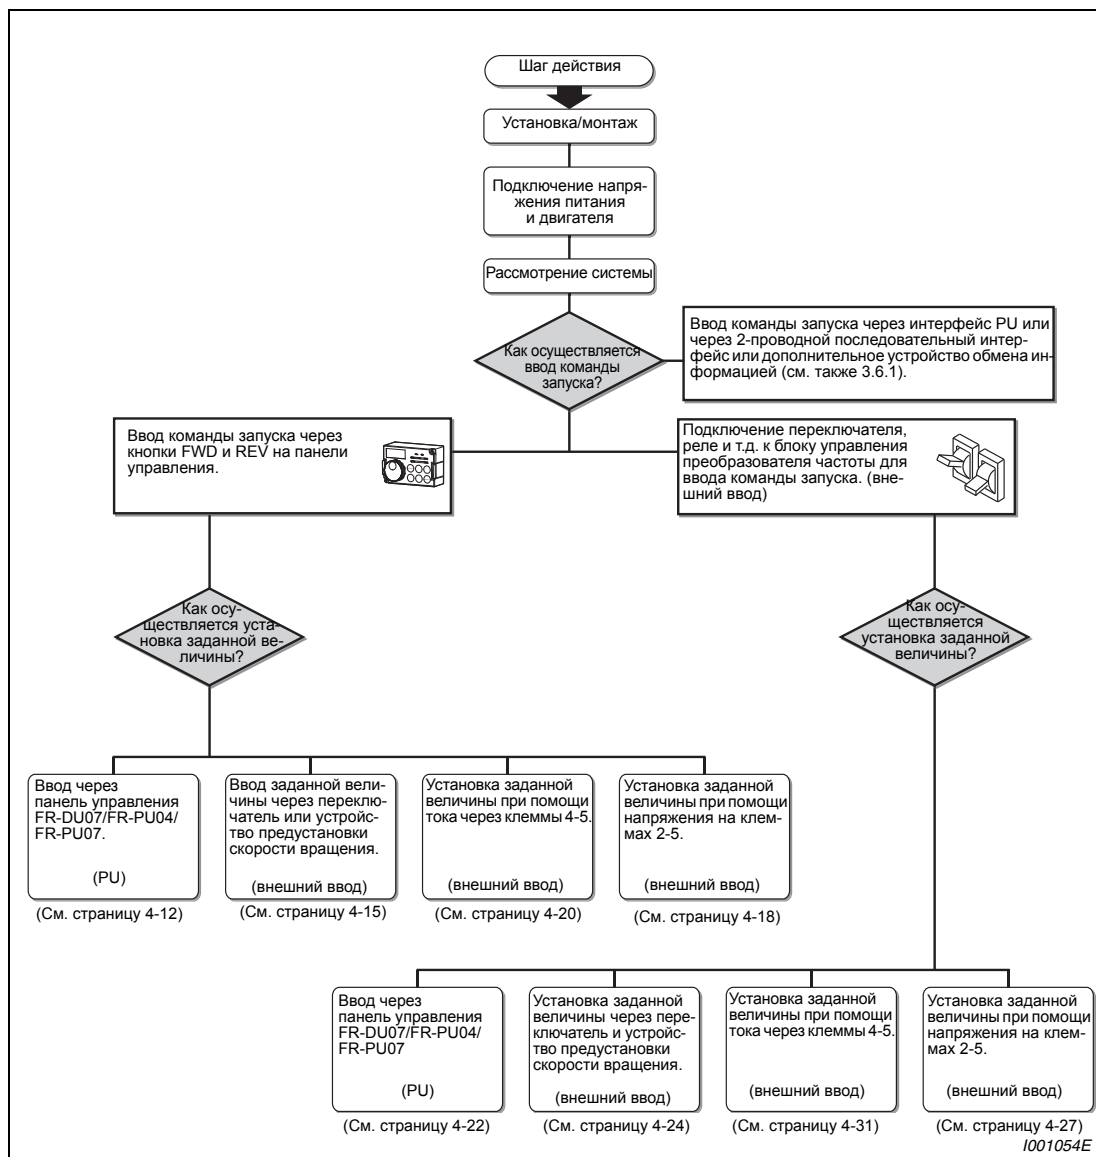 Шаг действия
Установка/монтаж
Подключение напря-
жения питания
и двигателя
Рассмотрение системы
Как осуществляется
ввод команды
запуска?
Ввод команды запуска через интерфейс PU или
через 2-проводной последовательный интер-
фейс или дополнительное устройство обмена ин-
формацией (см. также 3.6.1).
Ввод команды запуска через
кнопки FWD и REV на панели
управления.
Подключение переключателя,
реле и т.д. к блоку управления
преобразователя частоты для
ввода команды запуска. (вне-
шний ввод)
Как осу-
ществляется уста-
новка заданной ве-
личины?
Как осу-
ществляется
установка заданной
величины?
Ввод через
панель управления
FR-DU07/FR-PU04/
FR-PU07.
(PU)
(См. страницу 4-12)
Ввод заданной вели-
чины через переклю-
чатель или устройс-
тво предустановки
скорости вращения.
(внешний ввод)
(См. страницу 4-15)
Установка заданной
величины при помощи
тока через клеммы 4-5.
(внешний ввод)
(См. страницу 4-20)
Установка заданной
величины при помощи
напряжения на клем-
мах 2-5.
(внешний ввод)
(См. страницу 4-18)
Ввод через
панель управления
FR-DU07/FR-PU04/
FR-PU07
(PU)
(См. страницу 4-22)
Установка заданной
величины через пере-
ключатель и устройс-
тво предустановки
скорости вращения.
(внешний ввод)
(См. страницу 4-24)
Установка заданной
величины при помощи
тока через клеммы 4-5.
(внешний ввод)
(См. страницу 4-31)
Установка заданной
величины при помощи
напряжения на клем-
мах 2-5.
(внешний ввод)
(См. страницу 4-27)
I001054E